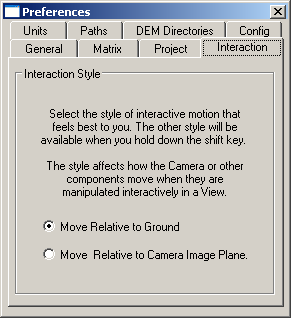 Preferences
Units Paths DEM Directories Config
General Matrix Project Interaction
Interaction Style
Select the style of interactive motion that
feels best to you. The other style will be
available when you hold down the shift key.
The style affects how the Camera or other
components move when they are
manipulated interactively in a View.
Move Relative to Ground
Move Relative to Camera Image Plane.